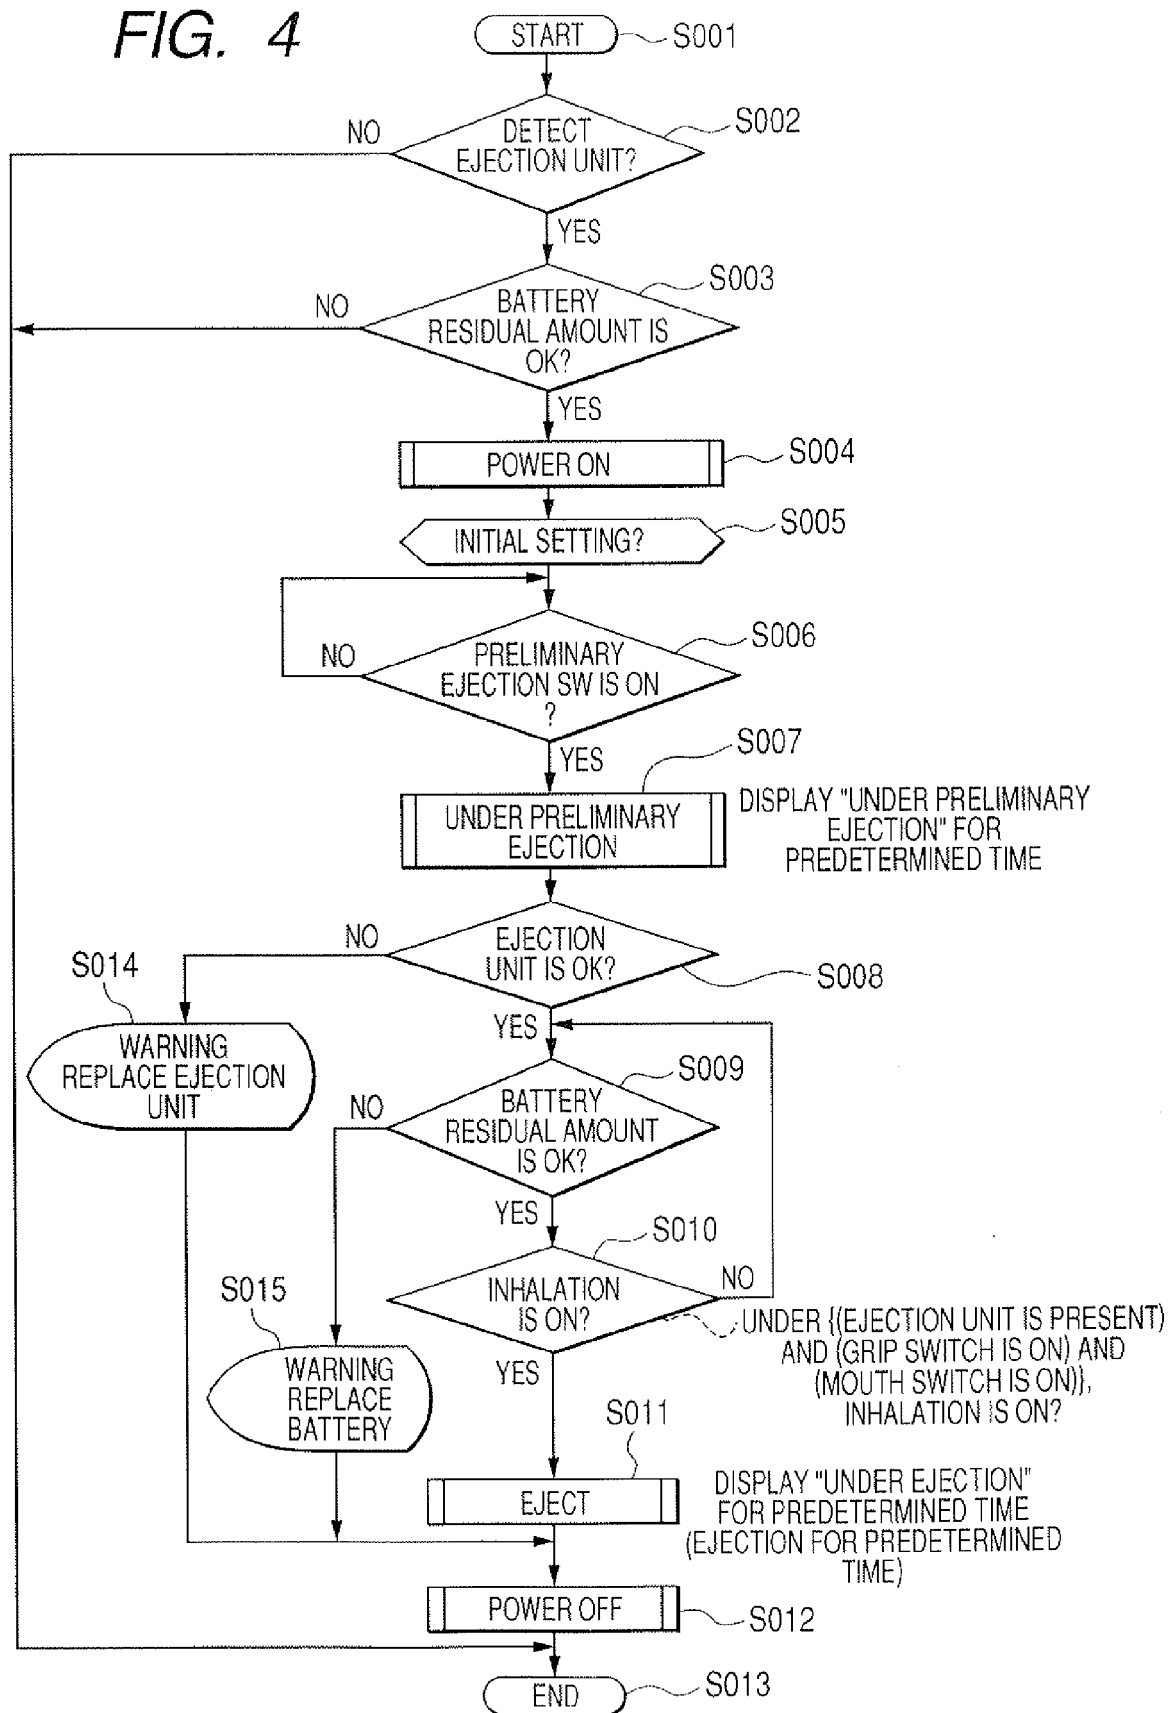 FIG. 4
START
S001
DETECT
EJECTION UNIT?
S002
NO
YES
BATTERY
RESIDUAL AMOUNT IS
OK?
S003
NO
YES
POWER ON
S004
INITIAL SETTING?
S005
PRELIMINARY
EJECTION SW IS ON
?
S006
NO
YES
S007
UNDER PRELIMINARY
EJECTION
DISPLAY "UNDER PRELIMINARY
EJECTION" FOR
PREDETERMINED TIME
EJECTION
UNIT IS OK?
S008
NO
YES
S014
WARNING
REPLACE EJECTION
UNIT
S009
BATTERY
RESIDUAL AMOUNT
IS OK?
NO
YES
S010
INHALATION
IS ON?
NO
YES
UNDER {(EJECTION UNIT IS PRESENT)
AND (GRIP SWITCH IS ON) AND
(MOUTH SWITCH IS ON)},
INHALATION IS ON?
S015
WARNING
REPLACE
BATTERY
S011
EJECT
DISPLAY "UNDER EJECTION"
FOR PREDETERMINED TIME
(EJECTION FOR PREDETERMINED
TIME)
POWER OFF
S012
END
S013